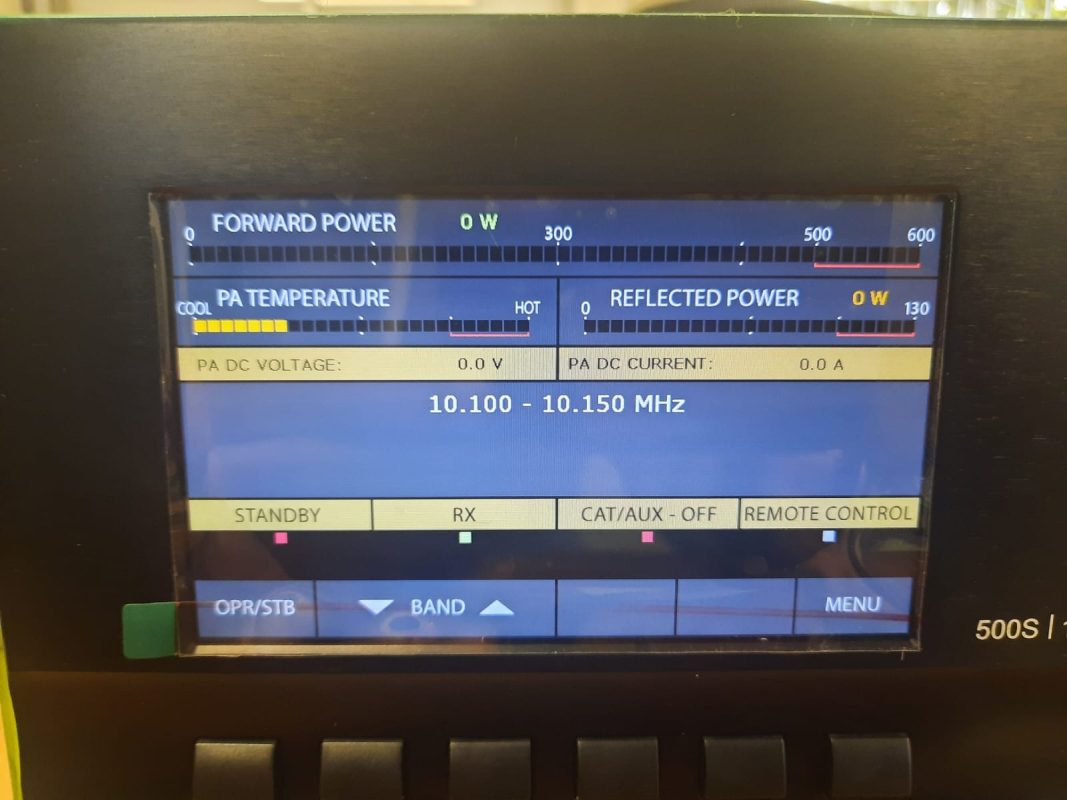 FORWARD POWER 0 W
0 300 500 600
PA TEMPERATURE
COOL HOT
REFLECTED POWER 0 W
0 130
PA DC VOLTAGE: 0.0 V
PA DC CURRENT: 0.0 A
10.100 - 10.150 MHz
STANDBY RX CAT/AUX - OFF REMOTE CONTROL
OPR/STB BAND MENU
500S |